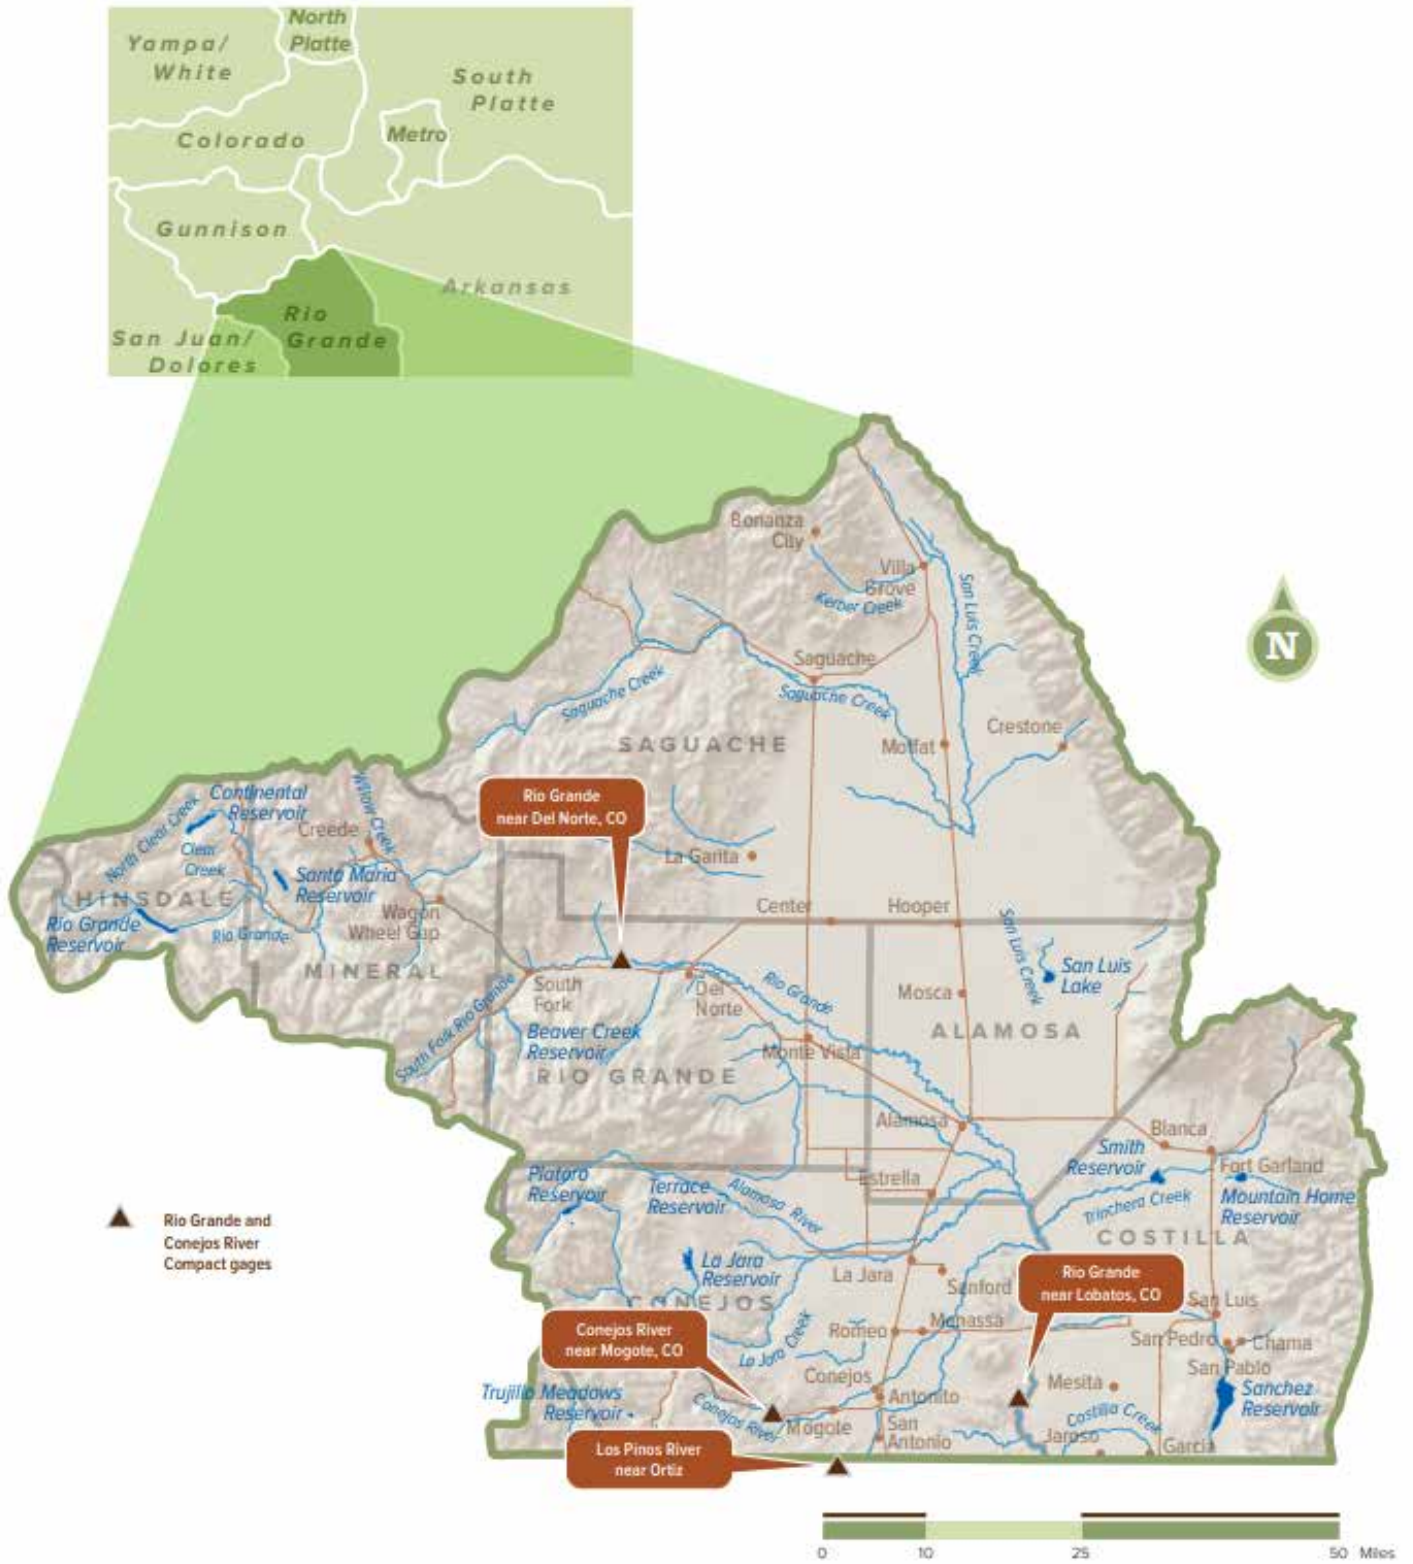 North
Platte
Yampa/
White
South
Platte
Metro
Colorado
Gunnison
Arkansas
Rio
Grande
San Juan/
Dolores
Bonanza
City
Villa
Grove
Kerber Creek
San Luis Creek
N
Saguache
Saguache Creek
Saguache Creek
Crestone
Moffat
SAGUACHE
Rio Grande
near Del Norte, CO
Continental
Reservoir
Willow Creek
North Clear Creek
Creede
Clear
Creek
La Garita
Santa Maria
Reservoir
HINSDALE
Wagon
Wheel Gap
Rio Grande
Reservoir
Rio Grande
Center
Hooper
San Luis Creek
San Luis
Lake
MINERAL
South
Fork
Del
Norte
Rio Grande
Mosca
ALAMOSA
South Fork Rio Grande
Beaver Creek
Reservoir
Monte Vista
RIO GRANDE
Alamosa
Blanca
Smith
Reservoir
Fort Garland
Platoro
Reservoir
Terrace
Reservoir
Alamosa River
Estrella
Trinchera Creek
Mountain Home
Reservoir
COSTILLA
Rio Grande and
Conejos River
Compact gages
La Jara
Reservoir
La Jara
Sanford
Rio Grande
near Lobatos, CO
CONEJOS
San Luis
Conejos River
near Mogote, CO
La Jara Creek
Romeo
Manassa
San Pedro
Chama
San Pablo
Conejos
Mesita
Trujillo Meadows
Reservoir
Antonito
Sanchez
Reservoir
Conejos River
Mogote
San
Antonio
Costilla Creek
Jaroso
Garcia
Los Pinos River
near Ortiz
0 10 25 50 Miles